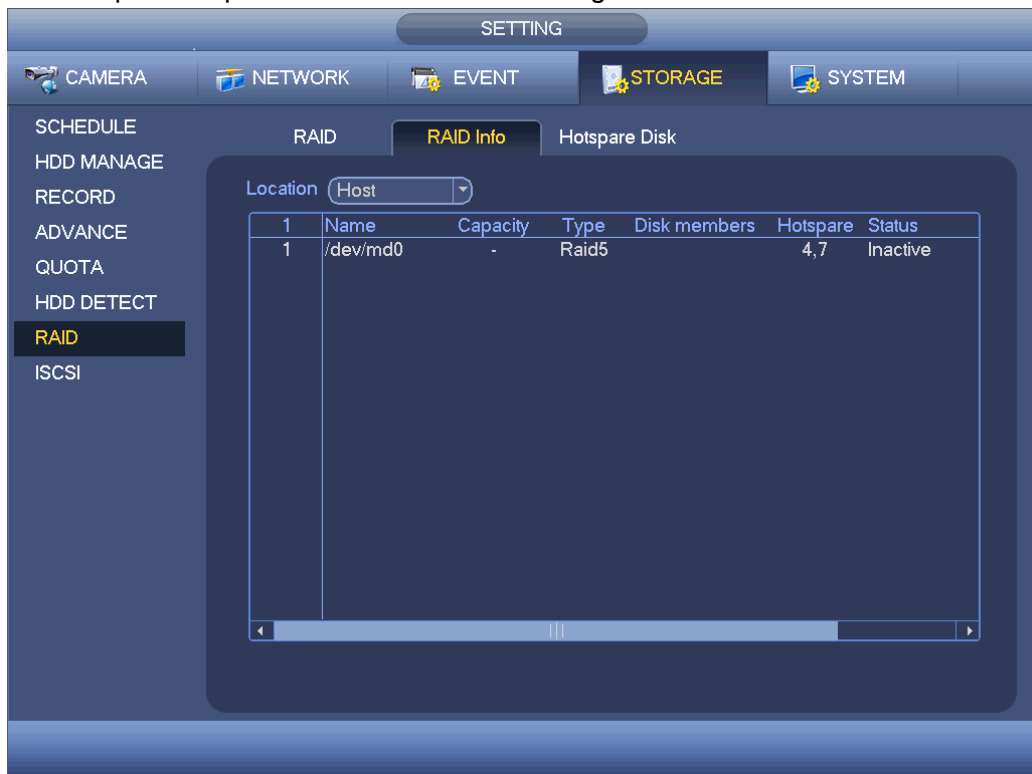 SETTING
CAMERA NETWORK EVENT STORAGE SYSTEM
SCHEDULE
HDD MANAGE
RECORD
ADVANCE
QUOTA
HDD DETECT
RAID
ISCSI
RAID RAID Info Hotspare Disk
Location Host
1 Name Capacity Type Disk members Hotspare Status
1 /dev/md0 - Raid5 4,7 Inactive